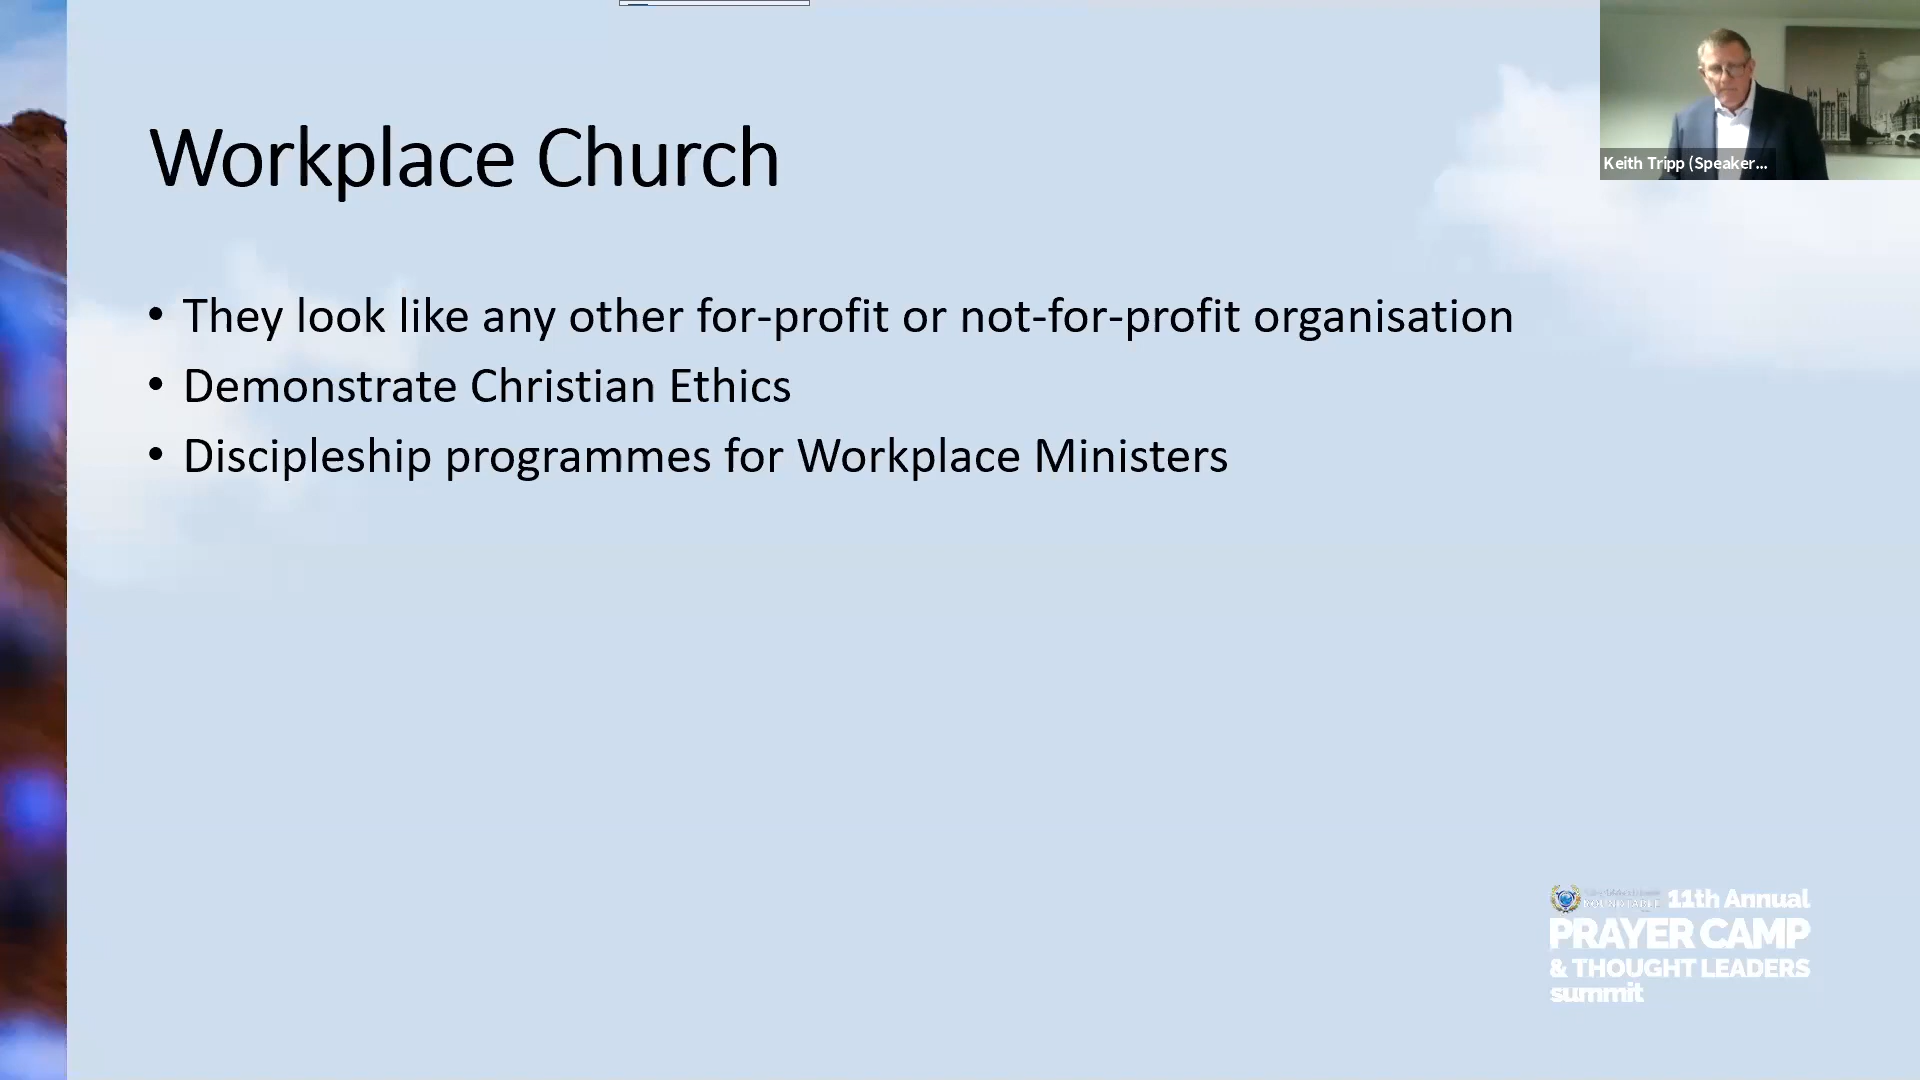 Workplace Church
Keith Tripp (Speaker...
• They look like any other for-profit or not-for-profit organisation
• Demonstrate Christian Ethics
• Discipleship programmes for Workplace Ministers
ROUNDTABLE 11th Annual
PRAYER CAMP
& THOUGHT LEADERS
summit